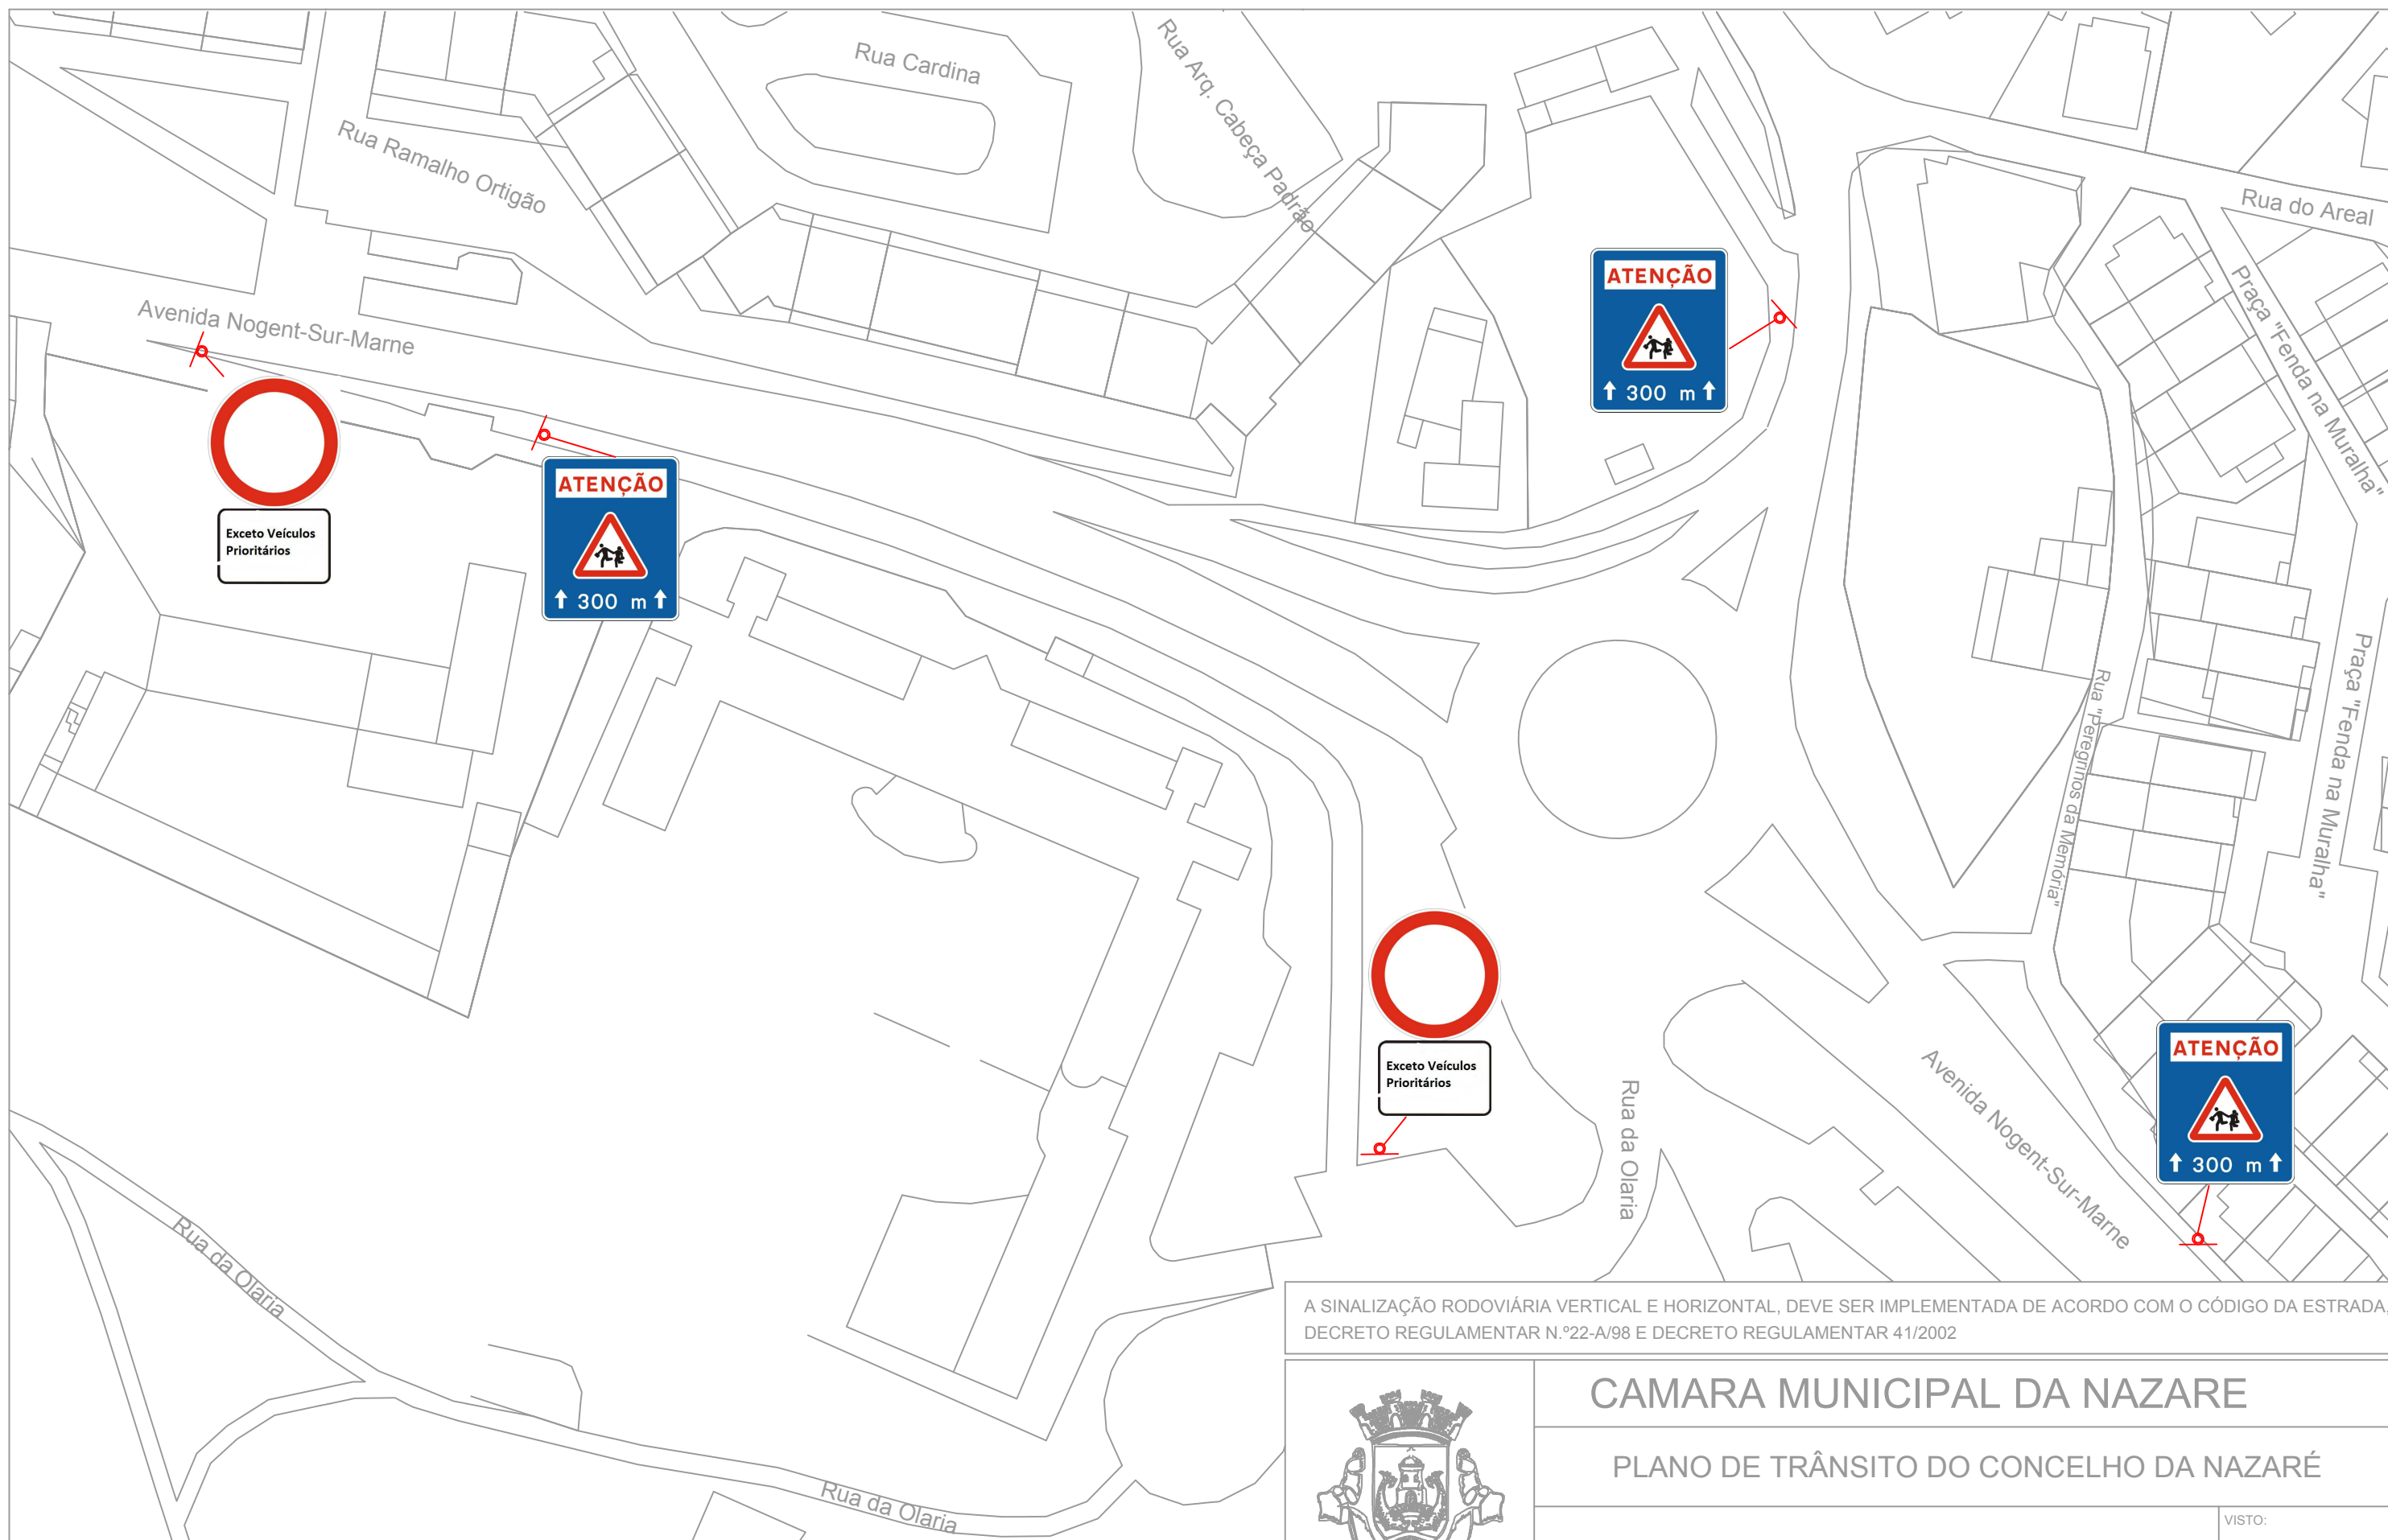 Rua Cardina
Rua Arq. Cabeça Padrão
Rua Ramalho Ortigão
Rua do Areal
Praça "Fenda na Muralha"
Avenida Nogent-Sur-Marne
ATENÇÃO
300 m
Exceto Veículos
Prioritários
ATENÇÃO
300 m
Praça "Fenda na Muralha"
Rua "Peregrinos da Memória"
Exceto Veículos
Prioritários
Rua da Olaria
Avenida Nogent-Sur-Marne
ATENÇÃO
300 m
Rua da Olaria
Rua da Olaria
A SINALIZAÇÃO RODOVIÁRIA VERTICAL E HORIZONTAL, DEVE SER IMPLEMENTADA DE ACORDO COM O CÓDIGO DA ESTRADA,
DECRETO REGULAMENTAR N.º22-A/98 E DECRETO REGULAMENTAR 41/2002
CAMARA MUNICIPAL DA NAZARE
PLANO DE TRÂNSITO DO CONCELHO DA NAZARÉ
VISTO: